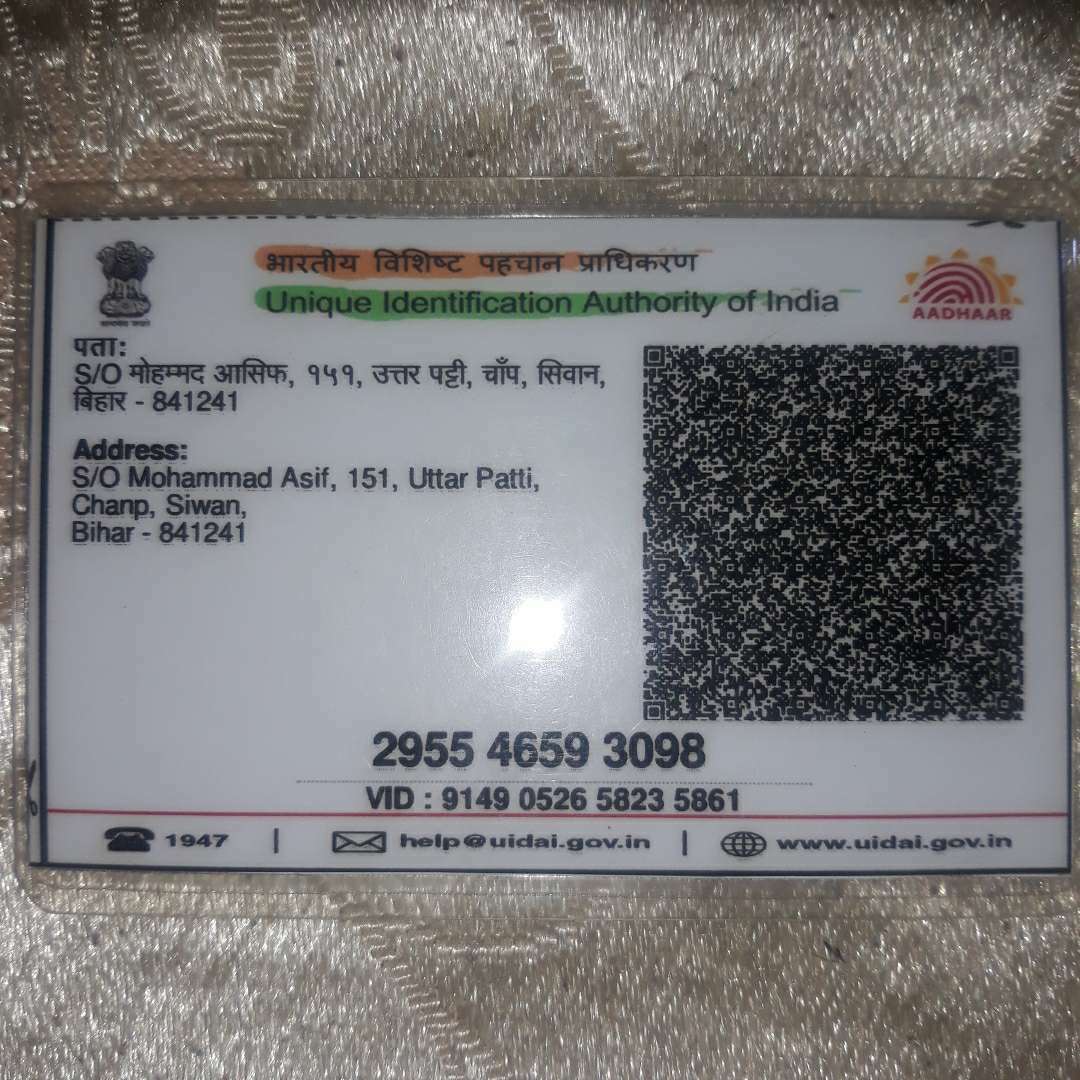 भारतीय विशिष्ट पहचान प्राधिकरण
Unique Identification Authority of India
AADHAAR
पता:
S/O मोहम्मद आसिफ, १५१, उत्तर पट्टी, चाँप, सिवान,
बिहार - 841241
Address:
S/O Mohammad Asif, 151, Uttar Patti,
Chanp, Siwan,
Bihar - 841241
2955 4659 3098
VID : 9149 0526 5823 5861
1947 | help@uidai.gov.in | www.uidai.gov.in